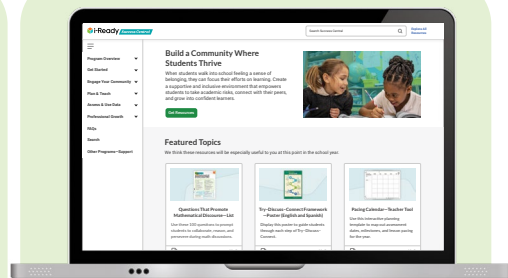 i-Ready Success Central
Search Success Central
Explore All
Resources
Program Overview
Get Started
Engage Your Community
Plan & Teach
Assess & Use Data
Professional Growth
FAQs
Search
Other Programs—Support
Build a Community Where
Students Thrive
When students walk into school feeling a sense of
belonging, they can focus their efforts on learning. Create
a supportive and inclusive environment that empowers
students to take academic risks, connect with their peers,
and grow into confident learners.
Get Resources
Featured Topics
We think these resources will be especially useful to you at this point in the school year.
Questions That Promote
Mathematical Discourse—List
Use these 100 questions to prompt
students to collaborate, reason, and
persevere during math discussions.
Try–Discuss–Connect Framework
—Poster (English and Spanish)
Display this poster to guide students
through each step of Try–Discuss–
Connect.
Pacing Calendar—Teacher Tool
Use this interactive planning
template to map out assessment
dates, milestones, and lesson pacing
for the year.